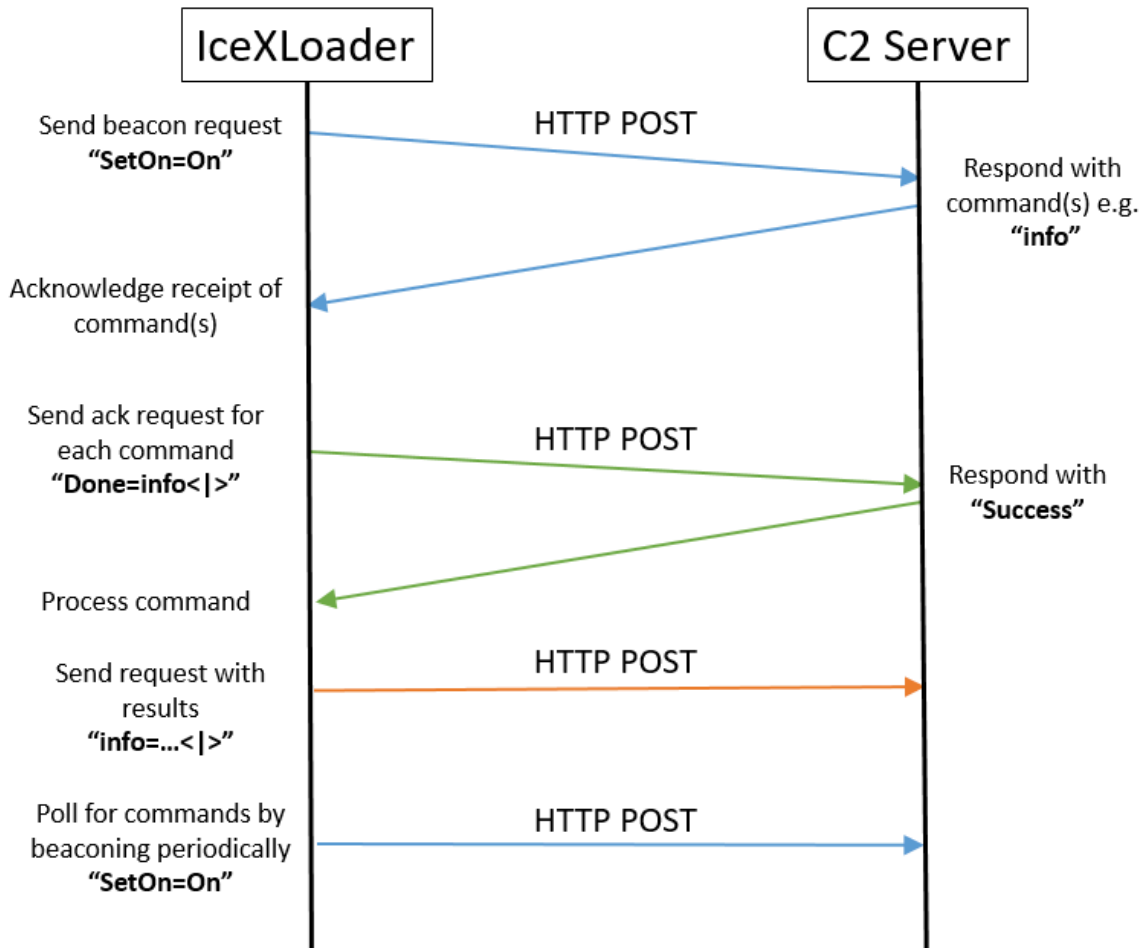 IceXLoader
C2 Server
Send beacon request
“SetOn=On”
HTTP POST
Respond with
command(s) e.g.
“info”
Acknowledge receipt of
command(s)
Send ack request for
each command
“Done=info<|>”
HTTP POST
Respond with
“Success”
Process command
Send request with
results
“info=...<|>”
HTTP POST
Poll for commands by
beaconing periodically
“SetOn=On”
HTTP POST